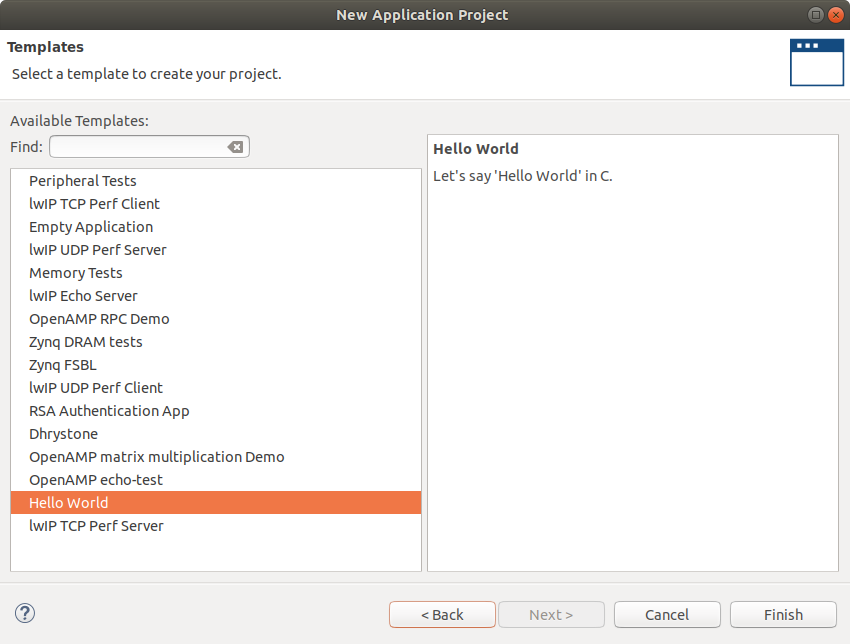 New Application Project
Templates
Select a template to create your project.
Available Templates:
Find:
Peripheral Tests
lwIP TCP Perf Client
Empty Application
lwIP UDP Perf Server
Memory Tests
lwIP Echo Server
OpenAMP RPC Demo
Zynq DRAM tests
Zynq FSBL
lwIP UDP Perf Client
RSA Authentication App
Dhrystone
OpenAMP matrix multiplication Demo
OpenAMP echo-test
Hello World
lwIP TCP Perf Server
Hello World
Let's say 'Hello World' in C.
?
< Back
Next >
Cancel
Finish